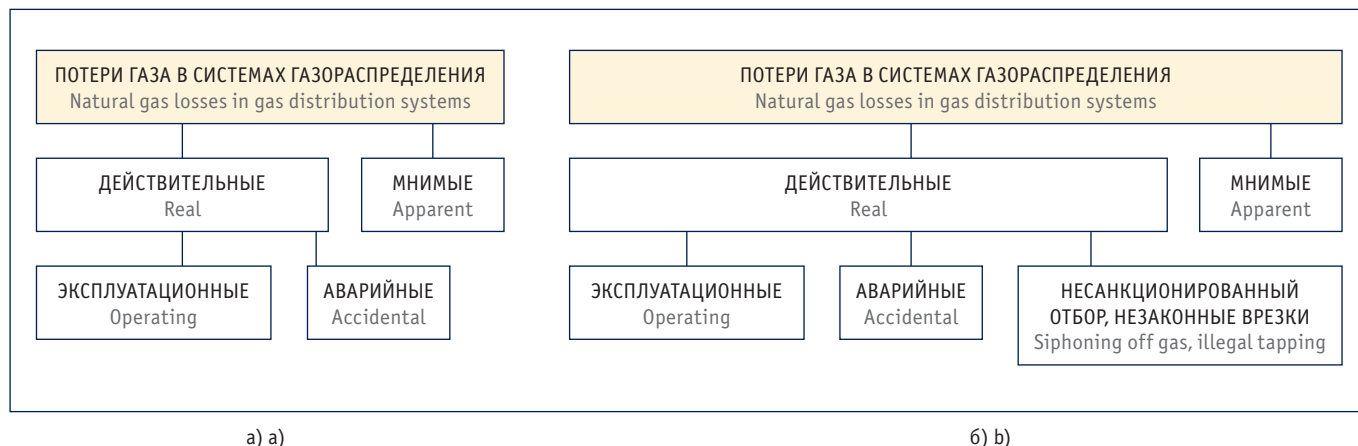 ПОТЕРИ ГАЗА В СИСТЕМАХ ГАЗОРАСПРЕДЕЛЕНИЯ
Natural gas losses in gas distribution systems
ДЕЙСТВИТЕЛЬНЫЕ
Real
МНИМЫЕ
Apparent
ЭКСПЛУАТАЦИОННЫЕ
Operating
АВАРИЙНЫЕ
Accidental
а) a)
ПОТЕРИ ГАЗА В СИСТЕМАХ ГАЗОРАСПРЕДЕЛЕНИЯ
Natural gas losses in gas distribution systems
ДЕЙСТВИТЕЛЬНЫЕ
Real
МНИМЫЕ
Apparent
ЭКСПЛУАТАЦИОННЫЕ
Operating
АВАРИЙНЫЕ
Accidental
НЕСАНКЦИОНИРОВАННЫЙ
ОТБОР, НЕЗАКОННЫЕ ВРЕЗКИ
Siphoning off gas, illegal tapping
б) b)